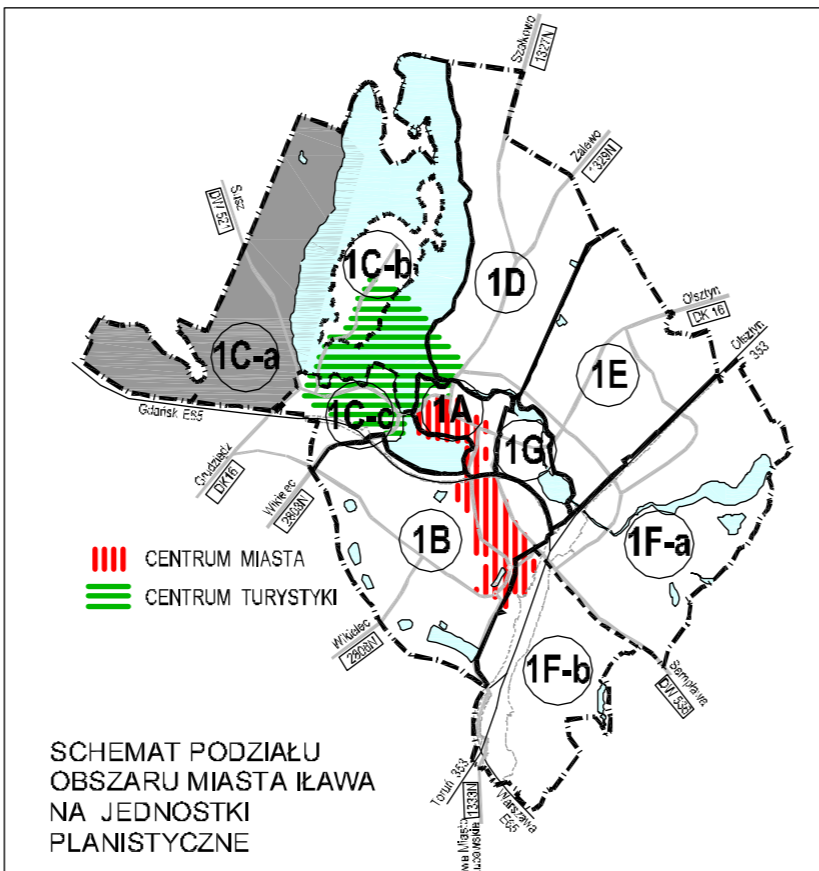 Szałkowo
1327N
Zalewo
1329N
Susz
DW 521
1C-b
1D
Olsztyn
DK 16
Olsztyn
353
1C-a
1E
Gdańsk E65
1C-c
1A
1G
Grudziądz
DK16
Wikielec
2808N
1B
1F-a
CENTRUM MIASTA
CENTRUM TURYSTYKI
Wikielec
2808N
1F-b
DW 536
SCHEMAT PODZIAŁU
OBSZARU MIASTA IŁAWA
NA JEDNOSTKI
PLANISTYCZNE
Toruń 353
1333N
Warszawa
E65